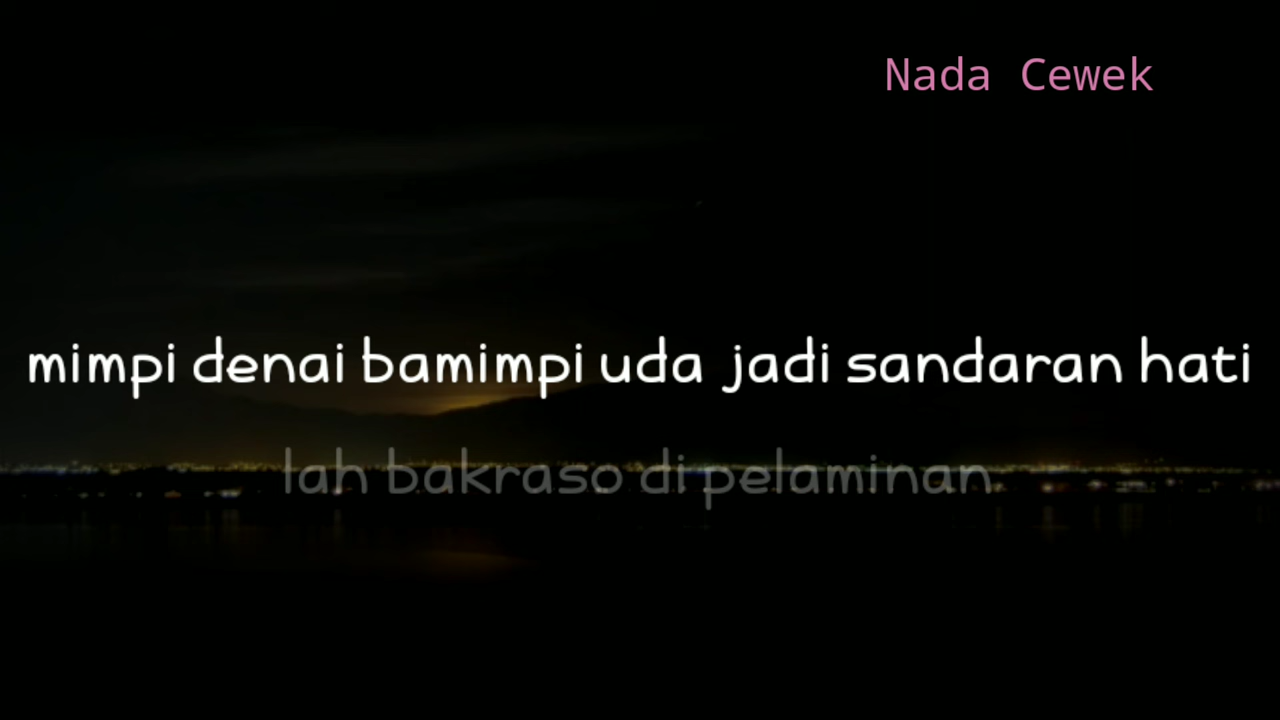 Nada Cewek
mimpi denai bamimpi uda jadi sandaran hati
lah bakraso di pelaminan